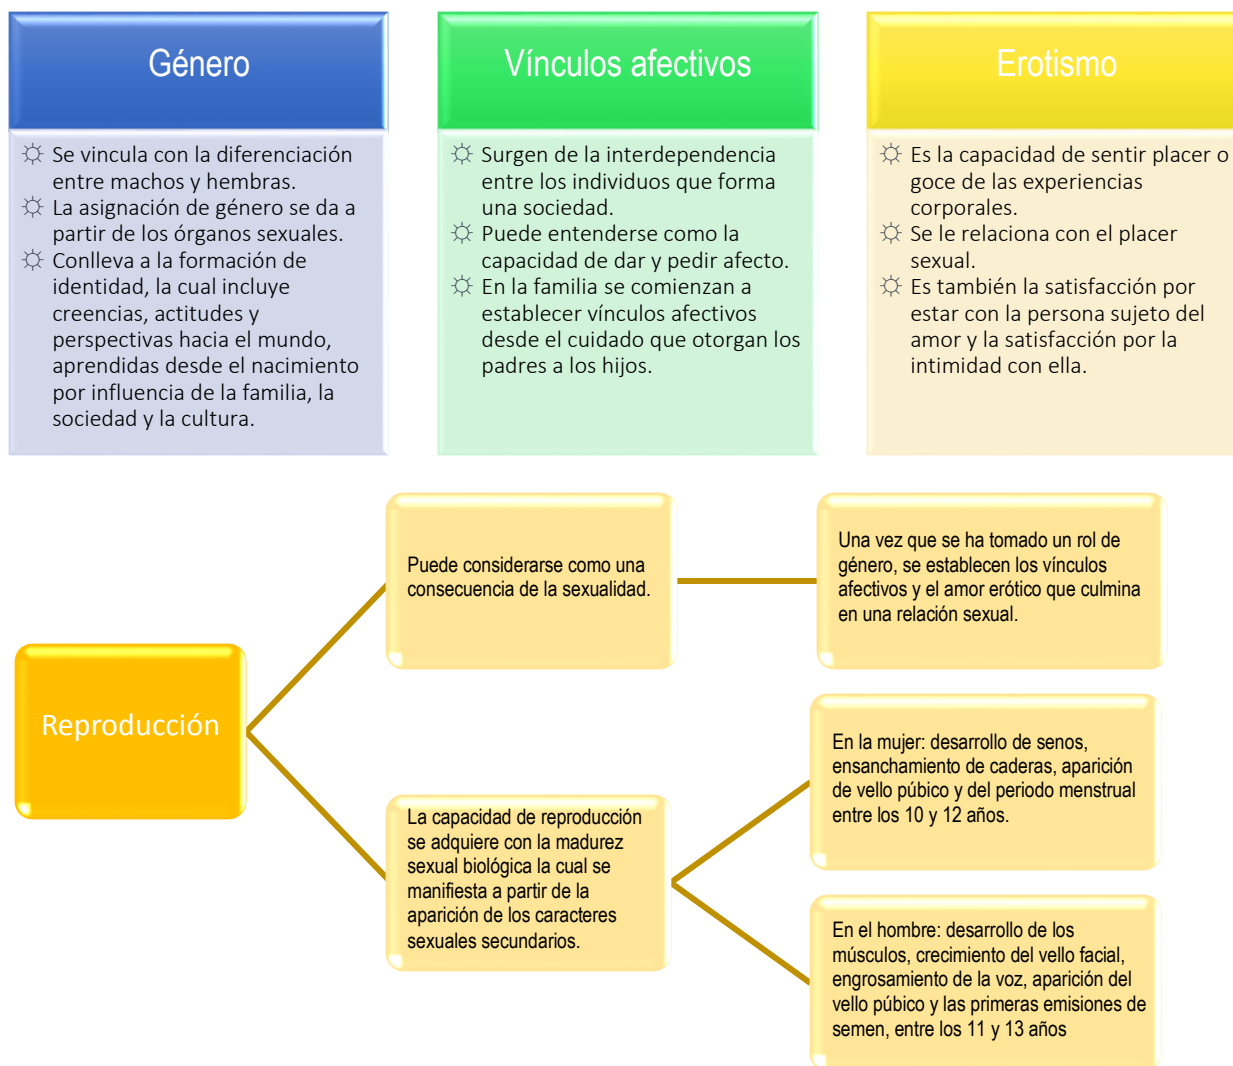 Género
Se vincula con la diferenciación
entre machos y hembras.
La asignación de género se da a
partir de los órganos sexuales.
Conlleva a la formación de
identidad, la cual incluye
creencias, actitudes y
perspectivas hacia el mundo,
aprendidas desde el nacimiento
por influencia de la familia, la
sociedad y la cultura.
Vínculos afectivos
Surgen de la interdependencia
entre los individuos que forma
una sociedad.
Puede entenderse como la
capacidad de dar y pedir afecto.
En la familia se comienzan a
establecer vínculos afectivos
desde el cuidado que otorgan los
padres a los hijos.
Erotismo
Es la capacidad de sentir placer o
goce de las experiencias
corporales.
Se le relaciona con el placer
sexual.
Es también la satisfacción por
estar con la persona sujeto del
amor y la satisfacción por la
intimidad con ella.
Reproducción
Puede considerarse como una
consecuencia de la sexualidad.
Una vez que se ha tomado un rol de
género, se establecen los vínculos
afectivos y el amor erótico que culmina
en una relación sexual.
La capacidad de reproducción
se adquiere con la madurez
sexual biológica la cual se
manifiesta a partir de la
aparición de los caracteres
sexuales secundarios.
En la mujer: desarrollo de senos,
ensanchamiento de caderas, aparición
de vello púbico y del periodo menstrual
entre los 10 y 12 años.
En el hombre: desarrollo de los
músculos, crecimiento del vello facial,
engrosamiento de la voz, aparición del
vello púbico y las primeras emisiones de
semen, entre los 11 y 13 años